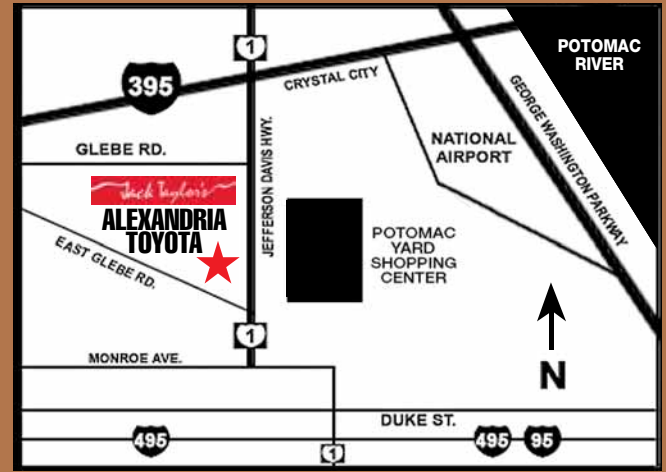 1
POTOMAC
RIVER
395
CRYSTAL CITY
GEORGE WASHINGTON PARKWAY
GLEBE RD.
NATIONAL
AIRPORT
JEFFERSON DAVIS HWY.
Jack Taylor's
ALEXANDRIA
TOYOTA
EAST GLEBE RD.
POTOMAC
YARD
SHOPPING
CENTER
1
MONROE AVE.
N
DUKE ST.
495
495
95
1